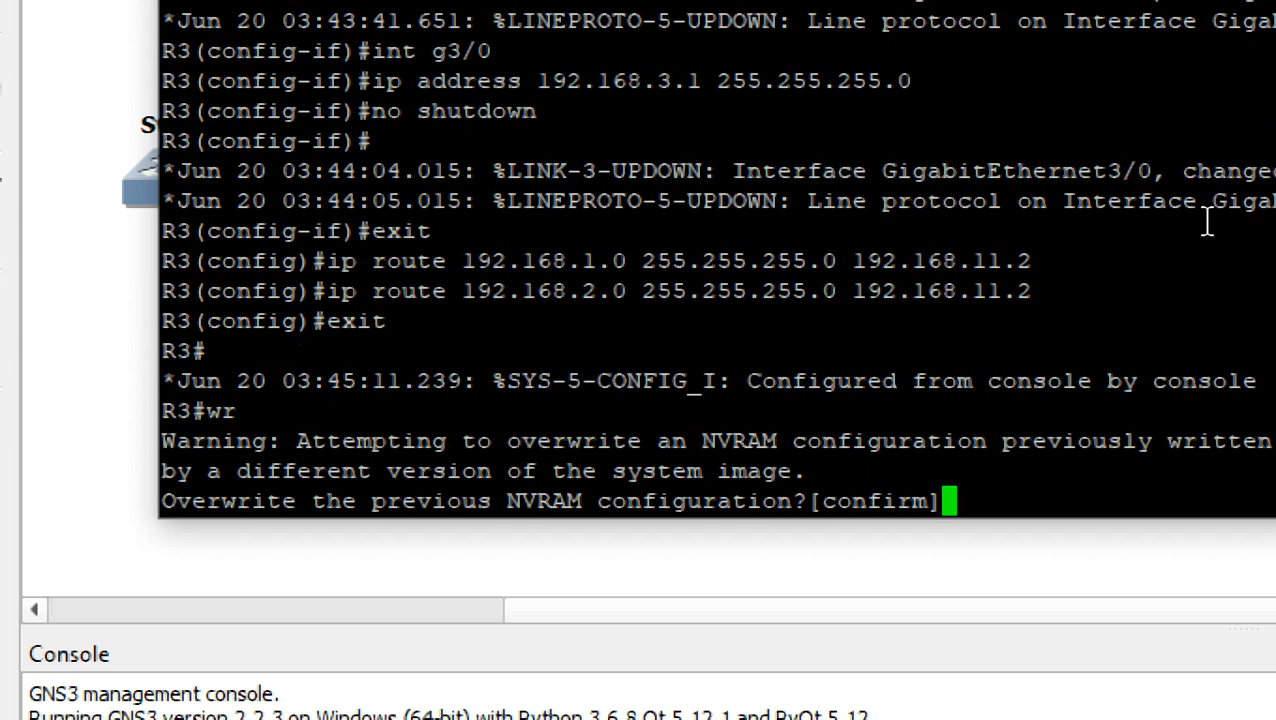 *Jun 20 03:43:41.651: %LINEPROTO-5-UPDOWN: Line protocol on Interface
R3(config-if)#int g3/0
R3(config-if)#ip address 192.168.3.1 255.255.255.0
R3(config-if)#no shutdown
R3(config-if)#
*Jun 20 03:44:04.015: %LINK-3-UPDOWN: Interface GigabitEthernet3/0, changed
*Jun 20 03:44:05.015: %LINEPROTO-5-UPDOWN: Line protocol on Interface
R3(config-if)#exit
R3(config)#ip route 192.168.1.0 255.255.255.0 192.168.11.2
R3(config)#ip route 192.168.2.0 255.255.255.0 192.168.11.2
R3(config)#exit
R3#
*Jun 20 03:45:11.239: %SYS-5-CONFIG_I: Configured from console by console
R3#wr
Warning: Attempting to overwrite an NVRAM configuration previously written
by a different version of the system image.
Overwrite the previous NVRAM configuration?[confirm]
Console
GNS3 management console.
Running GNS3 version 2.2.3 on Windows (64-bit) with Python 3.6.8 Qt 5.12.1 and PyQt 5.12.